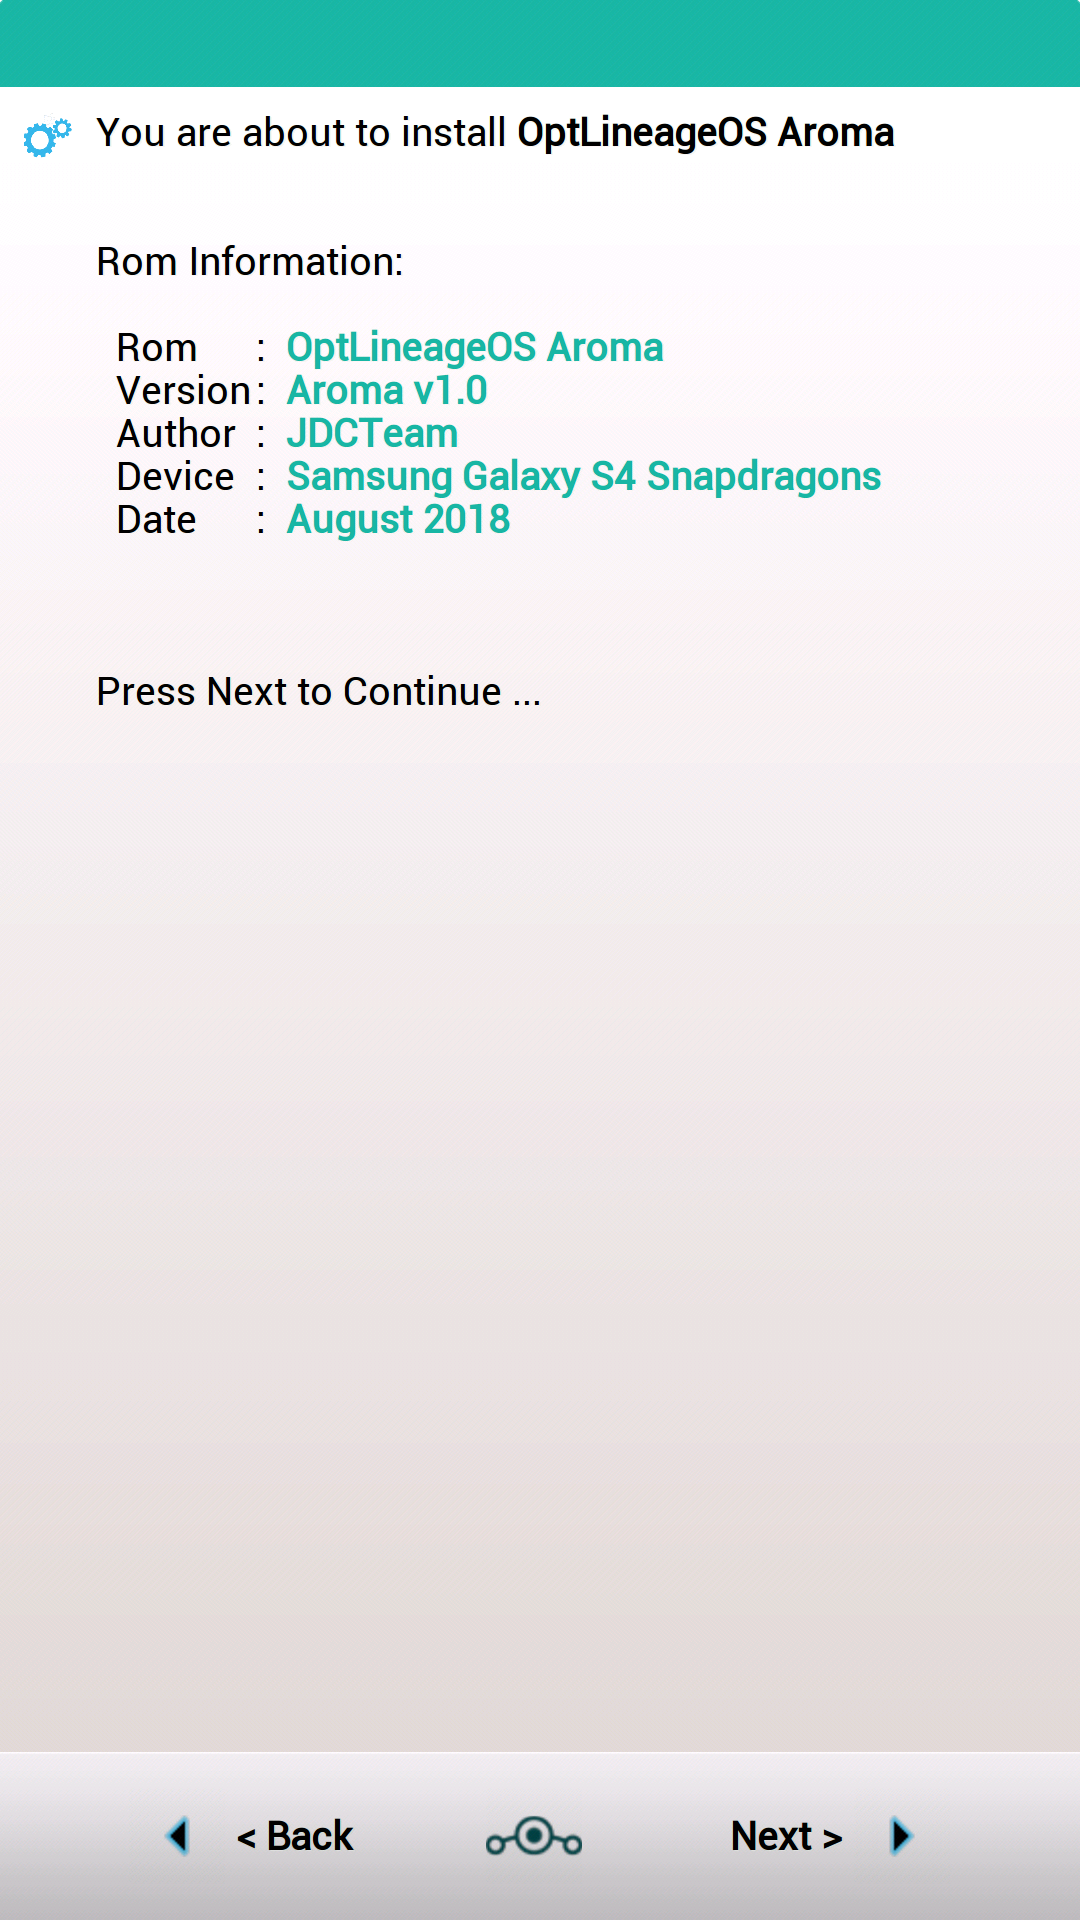 You are about to install OptLineageOS Aroma
Rom Information:
Rom : OptLineageOS Aroma
Version : Aroma v1.0
Author : JDCTeam
Device : Samsung Galaxy S4 Snapdragons
Date : August 2018
Press Next to Continue ...
< Back Next >